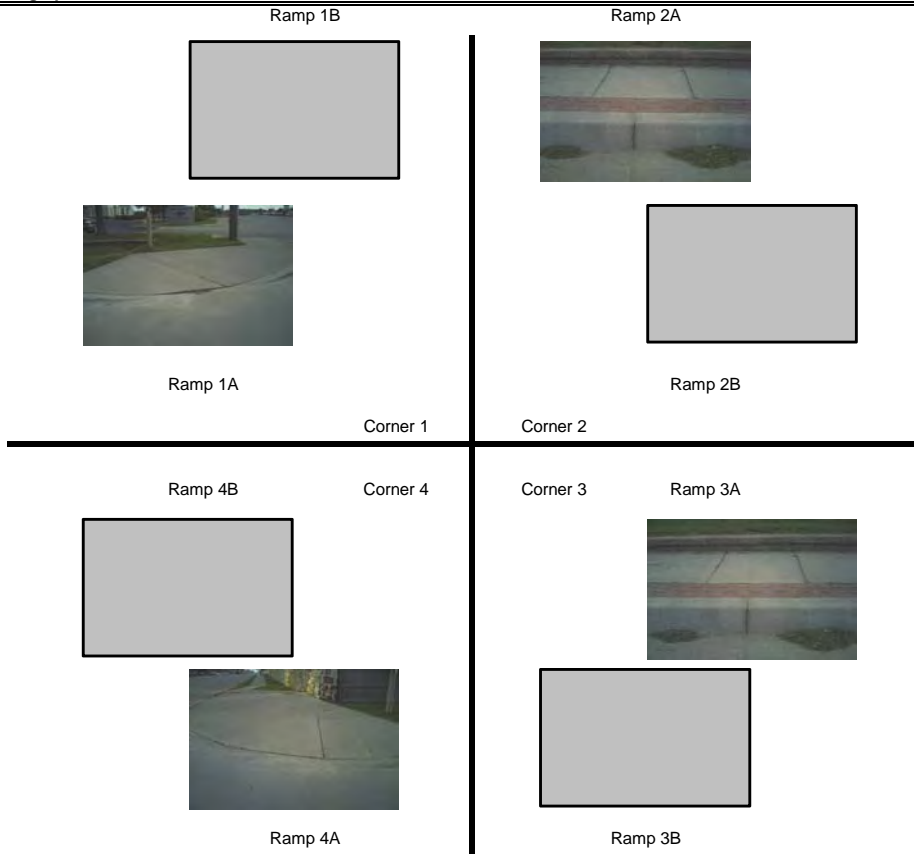 Ramp 1B
Ramp 2A
Ramp 1A
Ramp 2B
Corner 1
Corner 2
Ramp 4B
Corner 4
Corner 3
Ramp 3A
Ramp 4A
Ramp 3B